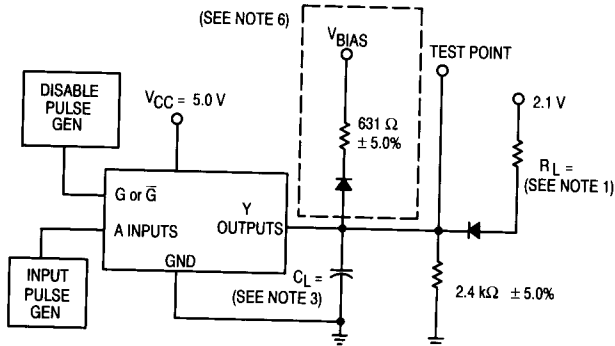 (SEE NOTE 6)
VBIAS
TEST POINT
DISABLE
PULSE
GEN
VCC = 5.0 V
2.1 V
631 Ω
± 5.0%
RL =
(SEE NOTE 1)
G or G̅
Y
A INPUTS
OUTPUTS
GND
INPUT
PULSE
GEN
CL =
(SEE NOTE 3)
2.4 kΩ ± 5.0%